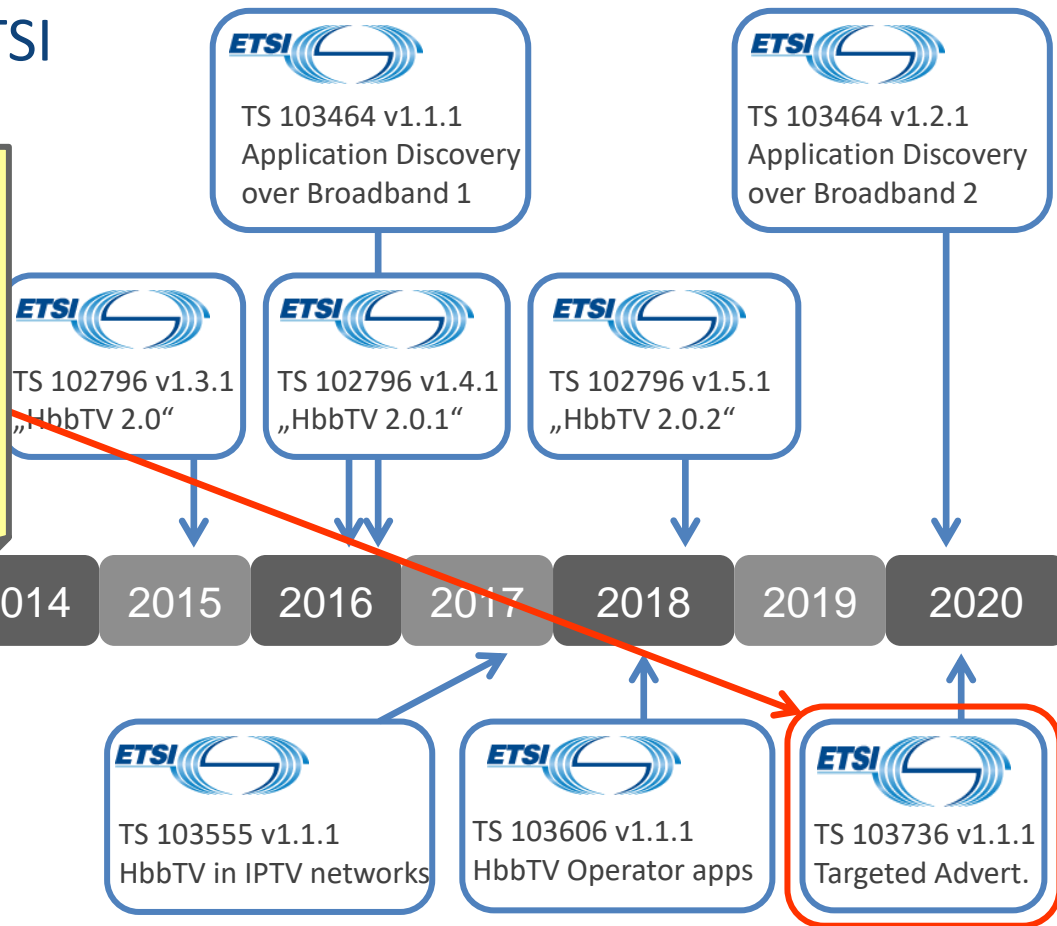 TSI
ETSI
TS 103464 v1.1.1
Application Discovery
over Broadband 1
ETSI
TS 103464 v1.2.1
Application Discovery
over Broadband 2
ETSI
TS 102796 v1.3.1
„HbbTV 2.0“
ETSI
TS 102796 v1.4.1
„HbbTV 2.0.1“
ETSI
TS 102796 v1.5.1
„HbbTV 2.0.2“
014 2015 2016 2017 2018 2019 2020
ETSI
TS 103555 v1.1.1
HbbTV in IPTV networks
ETSI
TS 103606 v1.1.1
HbbTV Operator apps
ETSI
TS 103736 v1.1.1
Targeted Advert.